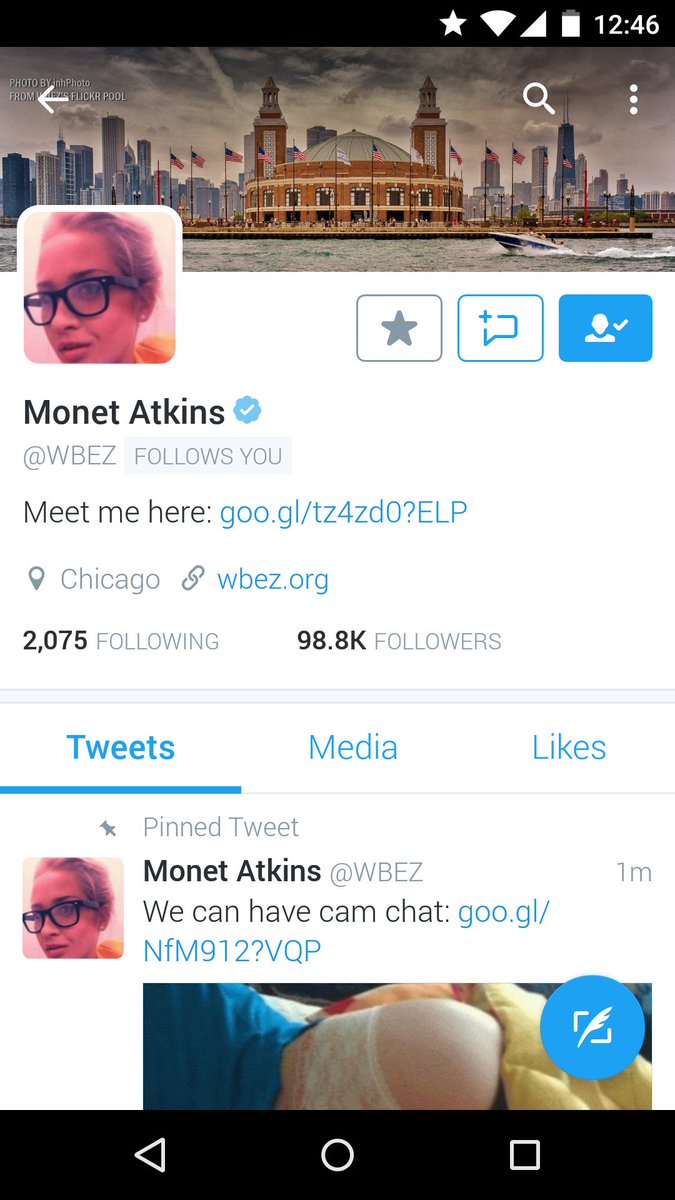 12:46
PHOTO BY jnhPhoto
FROM WBEZ'S FLICKR POOL
Monet Atkins
@WBEZ FOLLOWS YOU
Meet me here: goo.gl/tz4zd0?ELP
Chicago wbez.org
2,075 FOLLOWING 98.8K FOLLOWERS
Tweets Media Likes
Pinned Tweet
Monet Atkins @WBEZ 1m
We can have cam chat: goo.gl/
NfM912?VQP